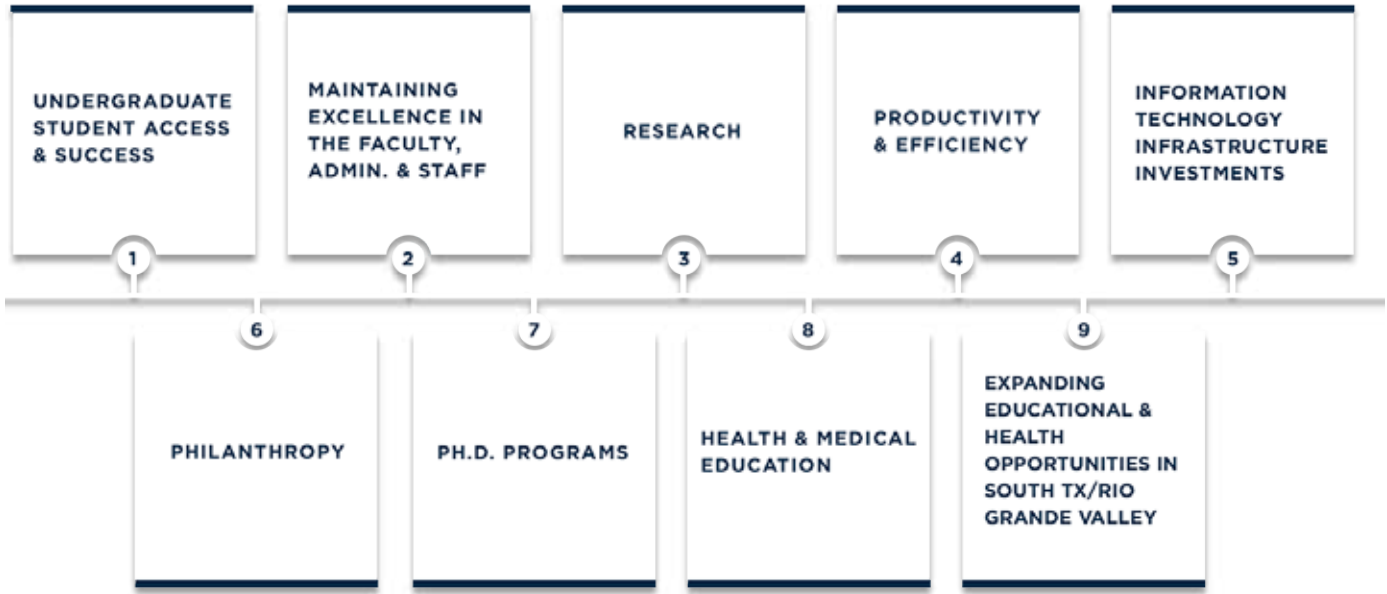 UNDERGRADUATE
STUDENT ACCESS
& SUCCESS
1
MAINTAINING
EXCELLENCE IN
THE FACULTY,
ADMIN. & STAFF
2
RESEARCH
3
PRODUCTIVITY
& EFFICIENCY
4
INFORMATION
TECHNOLOGY
INFRASTRUCTURE
INVESTMENTS
5
6
PHILANTHROPY
7
PH.D. PROGRAMS
8
HEALTH & MEDICAL
EDUCATION
9
EXPANDING
EDUCATIONAL &
HEALTH
OPPORTUNITIES IN
SOUTH TX/RIO
GRANDE VALLEY